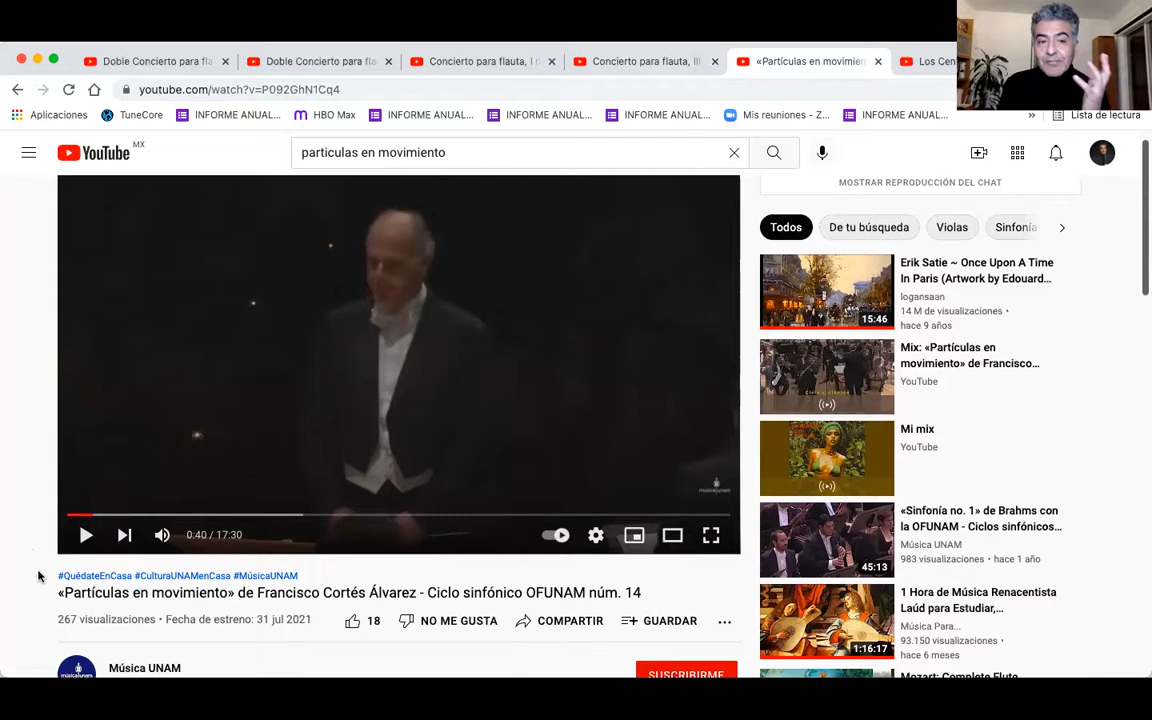 Doble Concierto para fl
Doble Concierto para fl
Concierto para flauta, I n
Concierto para flauta, III
«Partículas en movimien
Los Cen
youtube.com/watch?v=P092GhN1Cq4
Aplicaciones
TuneCore
INFORME ANUAL...
HBO Max
INFORME ANUAL...
INFORME ANUAL...
INFORME ANUAL...
Mis reuniones - Z...
INFORME ANUAL...
»
Lista de lectura
YouTube MX
particulas en movimiento
MOSTRAR REPRODUCCIÓN DEL CHAT
Todos
De tu búsqueda
Violas
Sinfonía
Erik Satie ~ Once Upon A Time
In Paris (Artwork by Edouard...
logansaan
14 M de visualizaciones •
hace 9 años
15:46
Mix: «Partículas en
movimiento» de Francisco...
YouTube
Mi mix
YouTube
«Sinfonía no. 1» de Brahms con
la OFUNAM - Ciclos sinfónicos...
Música UNAM
983 visualizaciones • hace 1 año
45:13
1 Hora de Música Renacentista
Laúd para Estudiar,...
Música Para...
93.150 visualizaciones •
hace 6 meses
1:16:17
Mozart: Complete Flute
músicaunam
0:40 / 17:30
#QuédateEnCasa #CulturaUNAMenCasa #MúsicaUNAM
«Partículas en movimiento» de Francisco Cortés Álvarez - Ciclo sinfónico OFUNAM núm. 14
267 visualizaciones • Fecha de estreno: 31 jul 2021
18
NO ME GUSTA
COMPARTIR
GUARDAR
...
Música UNAM
músicaunam
SUSCRIBIRME